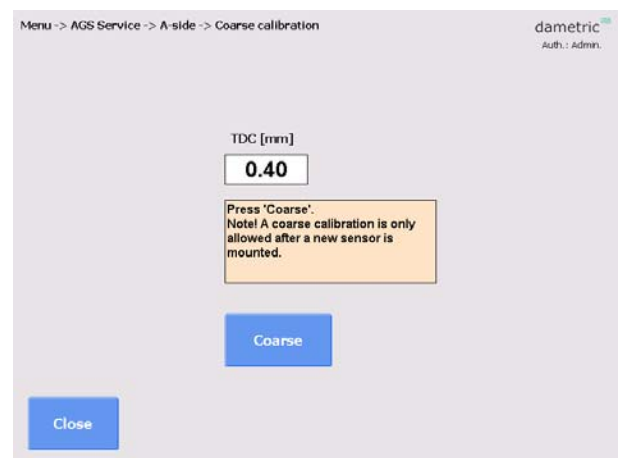 Menu -> AGS Service -> A-side -> Coarse calibration
dametric
Auth.: Admin.
TDC [mm]
0.40
Press 'Coarse'.
Note! A coarse calibration is only
allowed after a new sensor is
mounted.
Coarse
Close